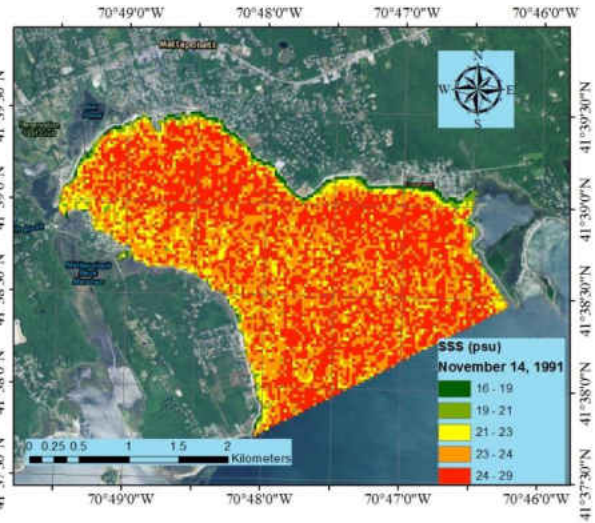 70°49'0"W 70°48'0"W 70°47'0"W 70°46'0"W
Mattapoisett
N
W E
S
41°39'30"N
41°39'0"N
41°38'30"N
41°38'0"N
41°37'30"N
SSS (psu)
November 14, 1991
16 - 19
19 - 21
21 - 23
23 - 24
24 - 29
0 0.25 0.5 1 1.5 2
Kilometers
70°49'0"W 70°48'0"W 70°47'0"W 70°46'0"W